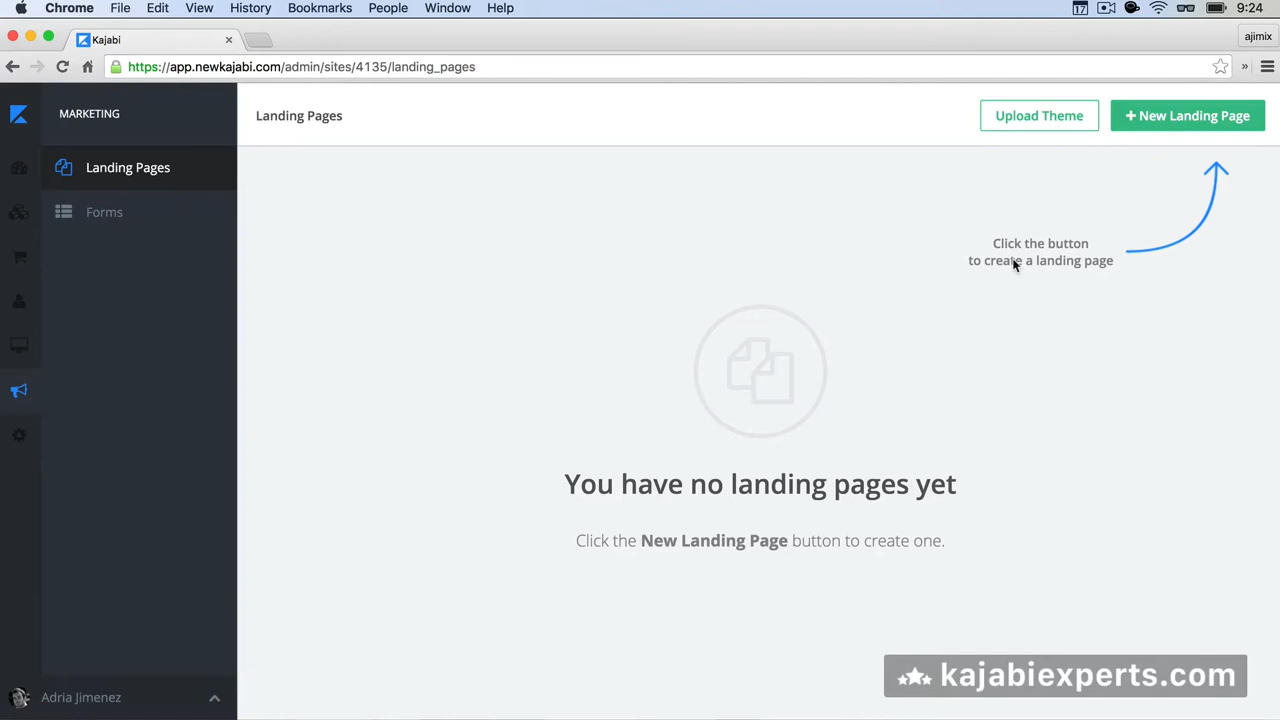 Chrome File Edit View History Bookmarks People Window Help 17 9:24
Kajabi × ajimix
https://app.newkajabi.com/admin/sites/4135/landing_pages »
MARKETING
Landing Pages
Forms
Adria Jimenez
Landing Pages
Upload Theme
+ New Landing Page
Click the button
to create a landing page
You have no landing pages yet
Click the New Landing Page button to create one.
kajabiexperts.com